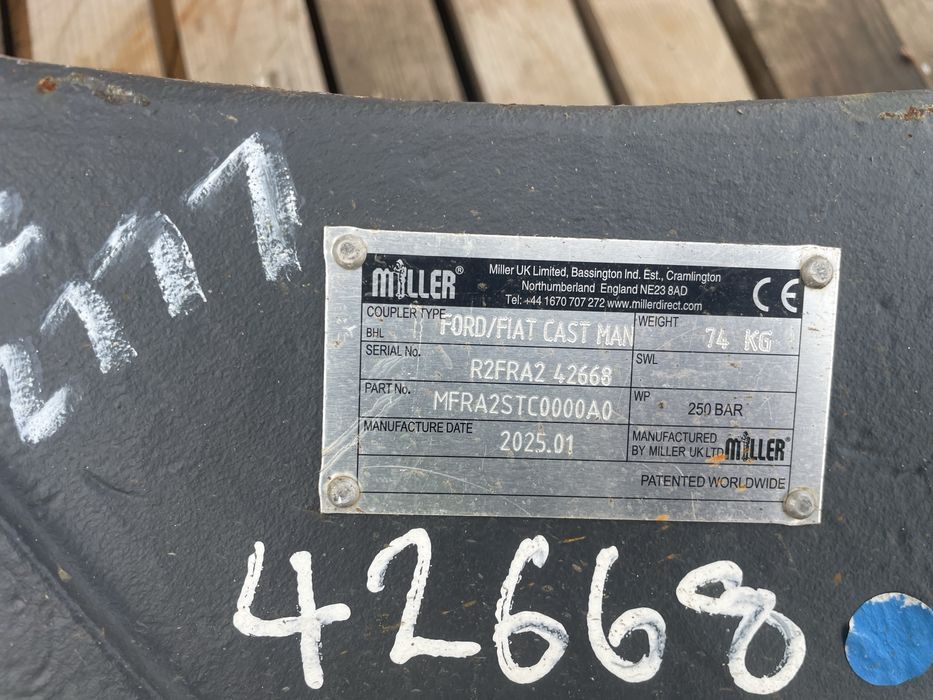 MILLER®
Miller UK Limited, Bassington Ind. Est., Cramlington
Northumberland England NE23 8AD
Tel: +44 1670 707 272 www.millerdirect.com
CE
COUPLER TYPE
BHL
FORD/FIAT CAST MAN
WEIGHT
74 KG
SERIAL No.
R2FRA2 42668
SWL
PART No.
MFRA2STC0000A0
WP
250 BAR
MANUFACTURE DATE
2025.01
MANUFACTURED
BY MILLER UK LTD
MILLER®
PATENTED WORLDWIDE
42668